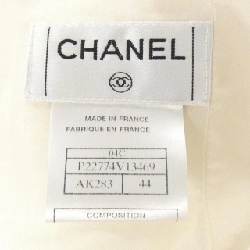 CHANEL
MADE IN FRANCE
FABRIQUE EN FRANCE
04C
P22774V13469
AK283 44
COMPOSITION